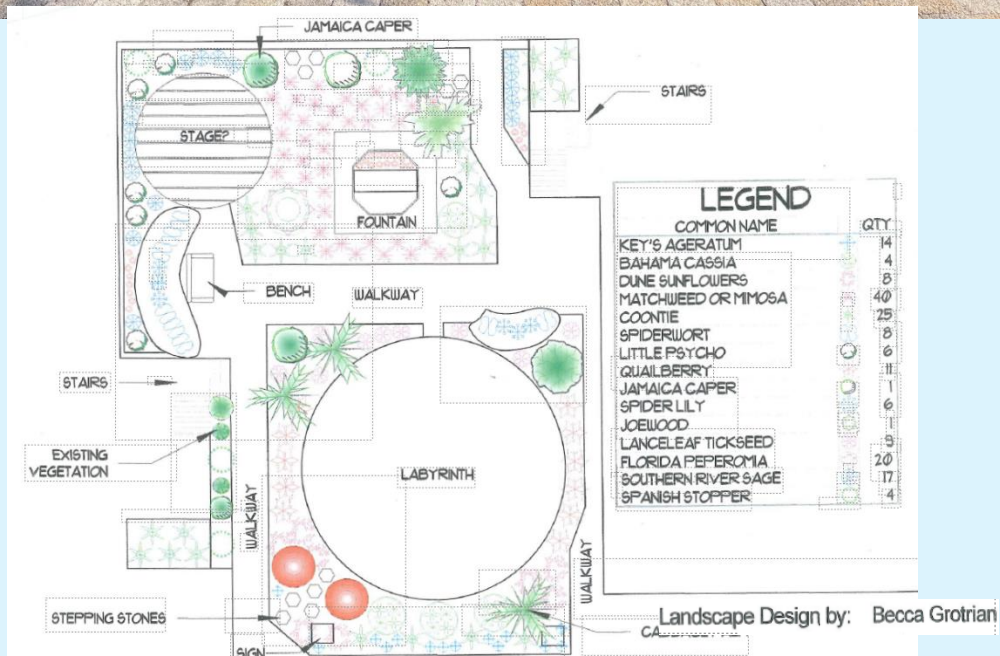 JAMAICA CAPER
STAIRS
STAGE?
FOUNTAIN
BENCH
WALKWAY
LEGEND
COMMON NAME QTY
KEY'S AGERATUM 14
BAHAMA CASSIA 4
DUNE SUNFLOWERS 8
MATCHWEED OR MIMOSA 40
COONTIE 25
SPIDERWORT 8
LITTLE PSYCHO 6
QUAILBERRY 11
JAMAICA CAPER 1
SPIDER LILY 6
JOEWOOD 1
LANCELEAF TICKSEED 9
FLORIDA PEPEROMIA 20
SOUTHERN RIVER SAGE 17
SPANISH STOPPER 4
STAIRS
EXISTING
VEGETATION
LABYRINTH
WALKWAY
WALKWAY
STEPPING STONES
SIGN
Landscape Design by: Becca Grotrian